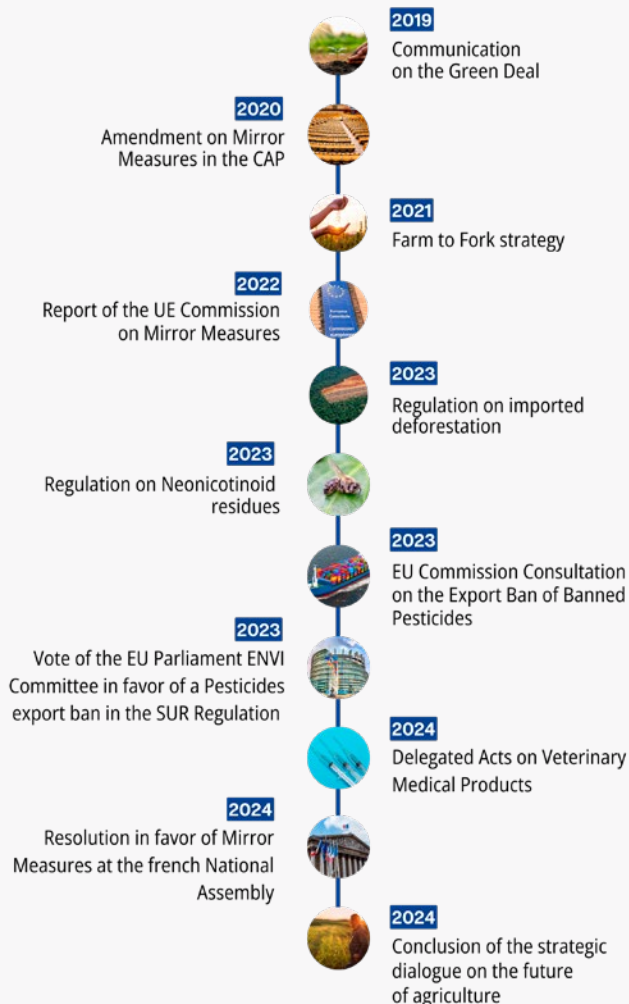 2019
Communication
on the Green Deal
2020
Amendment on Mirror
Measures in the CAP
2021
Farm to Fork strategy
2022
Report of the UE Commission
on Mirror Measures
2023
Regulation on imported
deforestation
2023
Regulation on Neonicotinoid
residues
2023
EU Commission Consultation
on the Export Ban of Banned
Pesticides
2023
Vote of the EU Parliament ENVI
Committee in favor of a Pesticides
export ban in the SUR Regulation
2024
Delegated Acts on Veterinary
Medical Products
2024
Resolution in favor of Mirror
Measures at the french National
Assembly
2024
Conclusion of the strategic
dialogue on the future
of agriculture